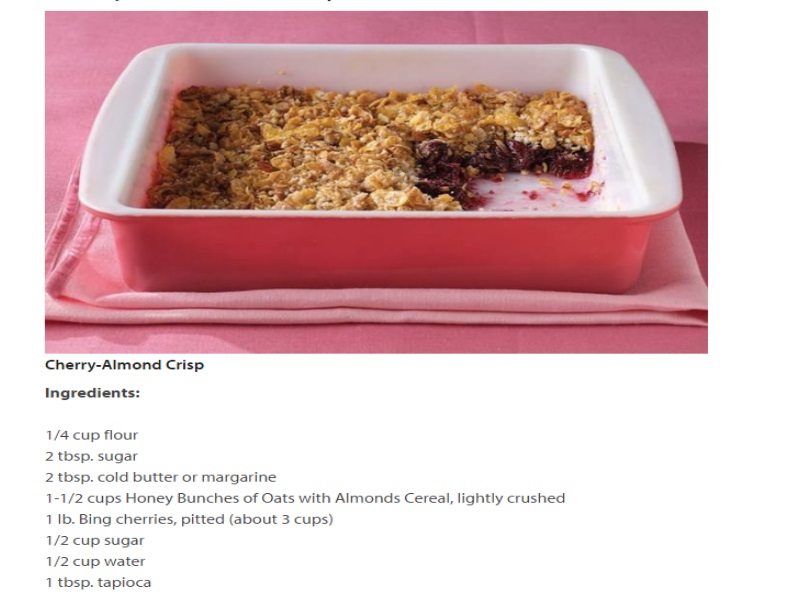 Cherry-Almond Crisp
Ingredients:
1/4 cup flour
2 tbsp. sugar
2 tbsp. cold butter or margarine
1-1/2 cups Honey Bunches of Oats with Almonds Cereal, lightly crushed
1 lb. Bing cherries, pitted (about 3 cups)
1/2 cup sugar
1/2 cup water
1 tbsp. tapioca